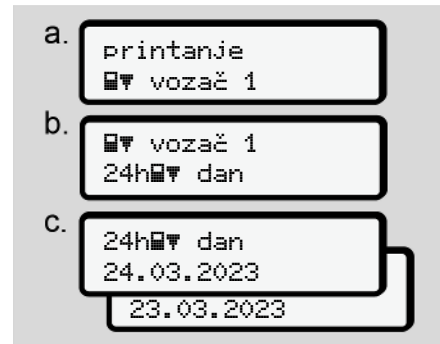 a.
printanje
🖩▼ vozač 1
b.
🖩▼ vozač 1
24h🖩▼ dan
c.
24h🖩▼ dan
24.03.2023
23.03.2023